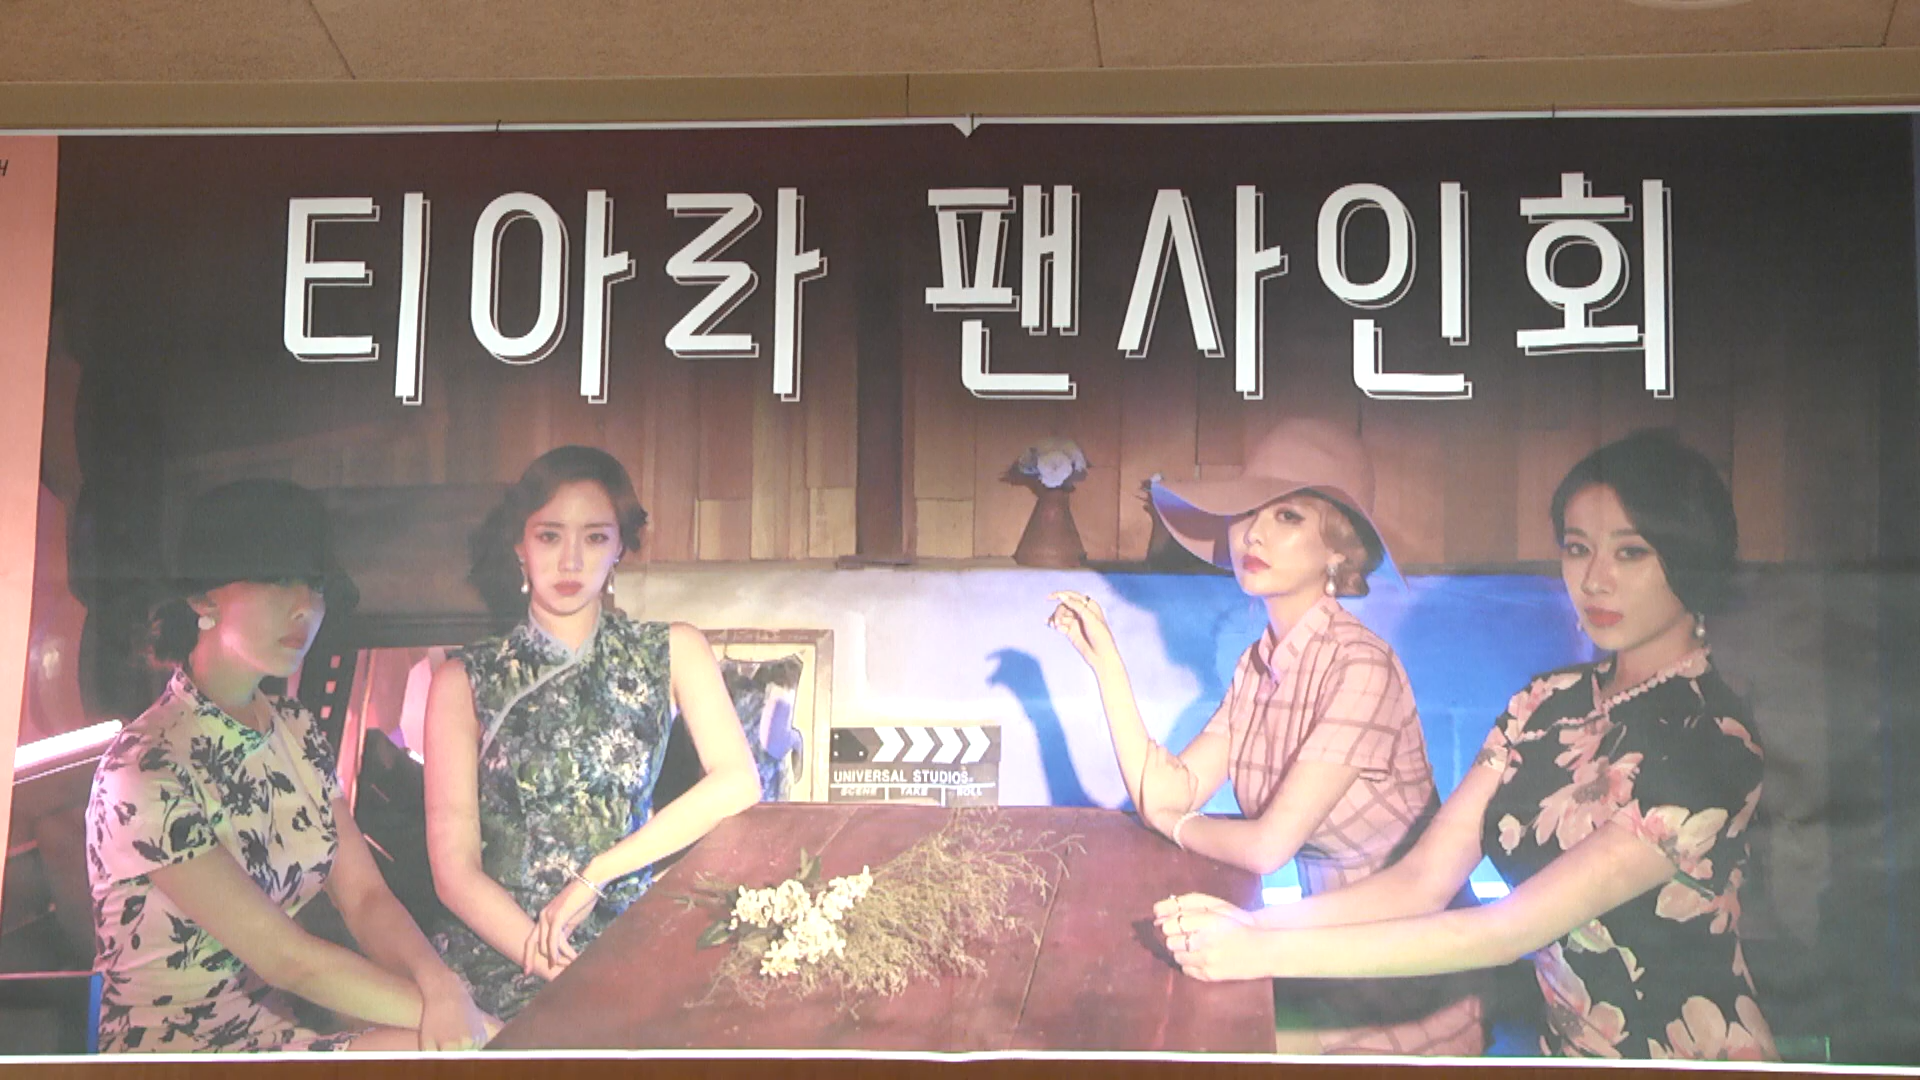 티아라 팬사인회
UNIVERSAL STUDIOS
SCENE TAKE ROLL